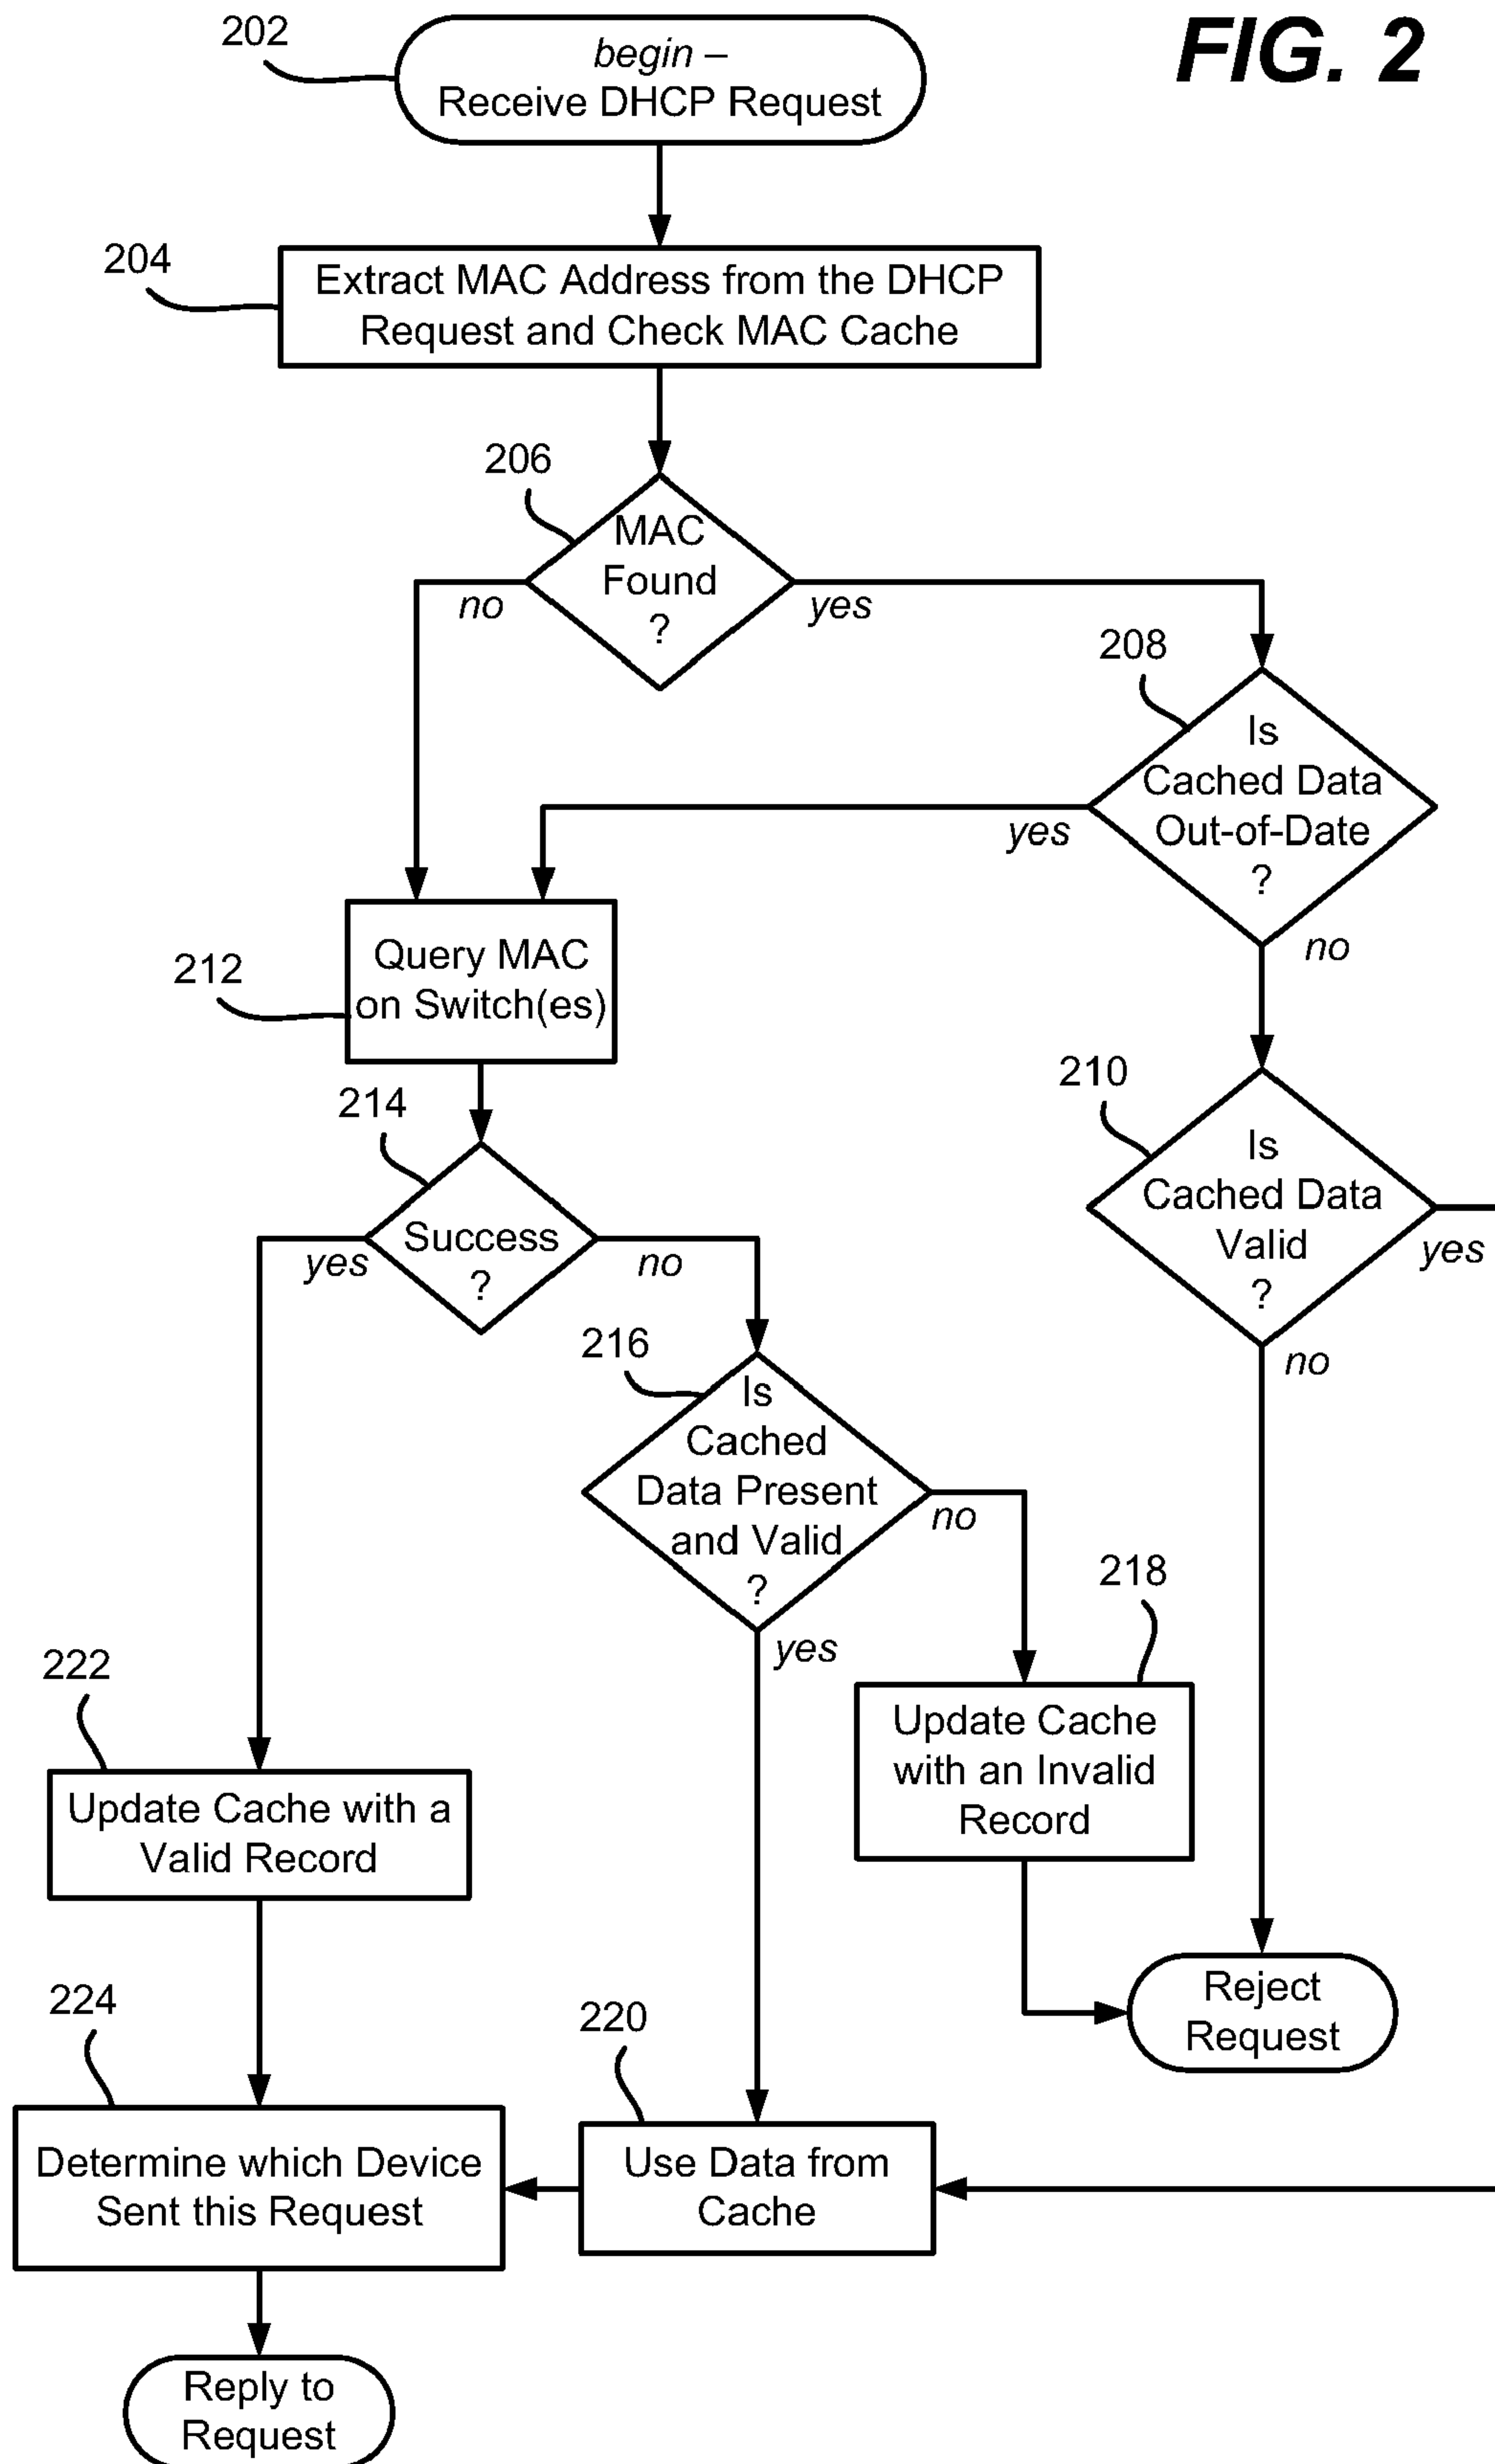 FIG. 2
202
begin –
Receive DHCP Request
204
Extract MAC Address from the DHCP
Request and Check MAC Cache
206
MAC
Found
?
no
yes
208
Is
Cached Data
Out-of-Date
?
yes
no
212
Query MAC
on Switch(es)
210
Is
Cached Data
Valid
?
yes
no
214
Success
?
yes
no
216
Is
Cached
Data Present
and Valid
?
no
yes
218
Update Cache
with an Invalid
Record
222
Update Cache with a
Valid Record
Reject
Request
224
Determine which Device
Sent this Request
220
Use Data from
Cache
Reply to
Request